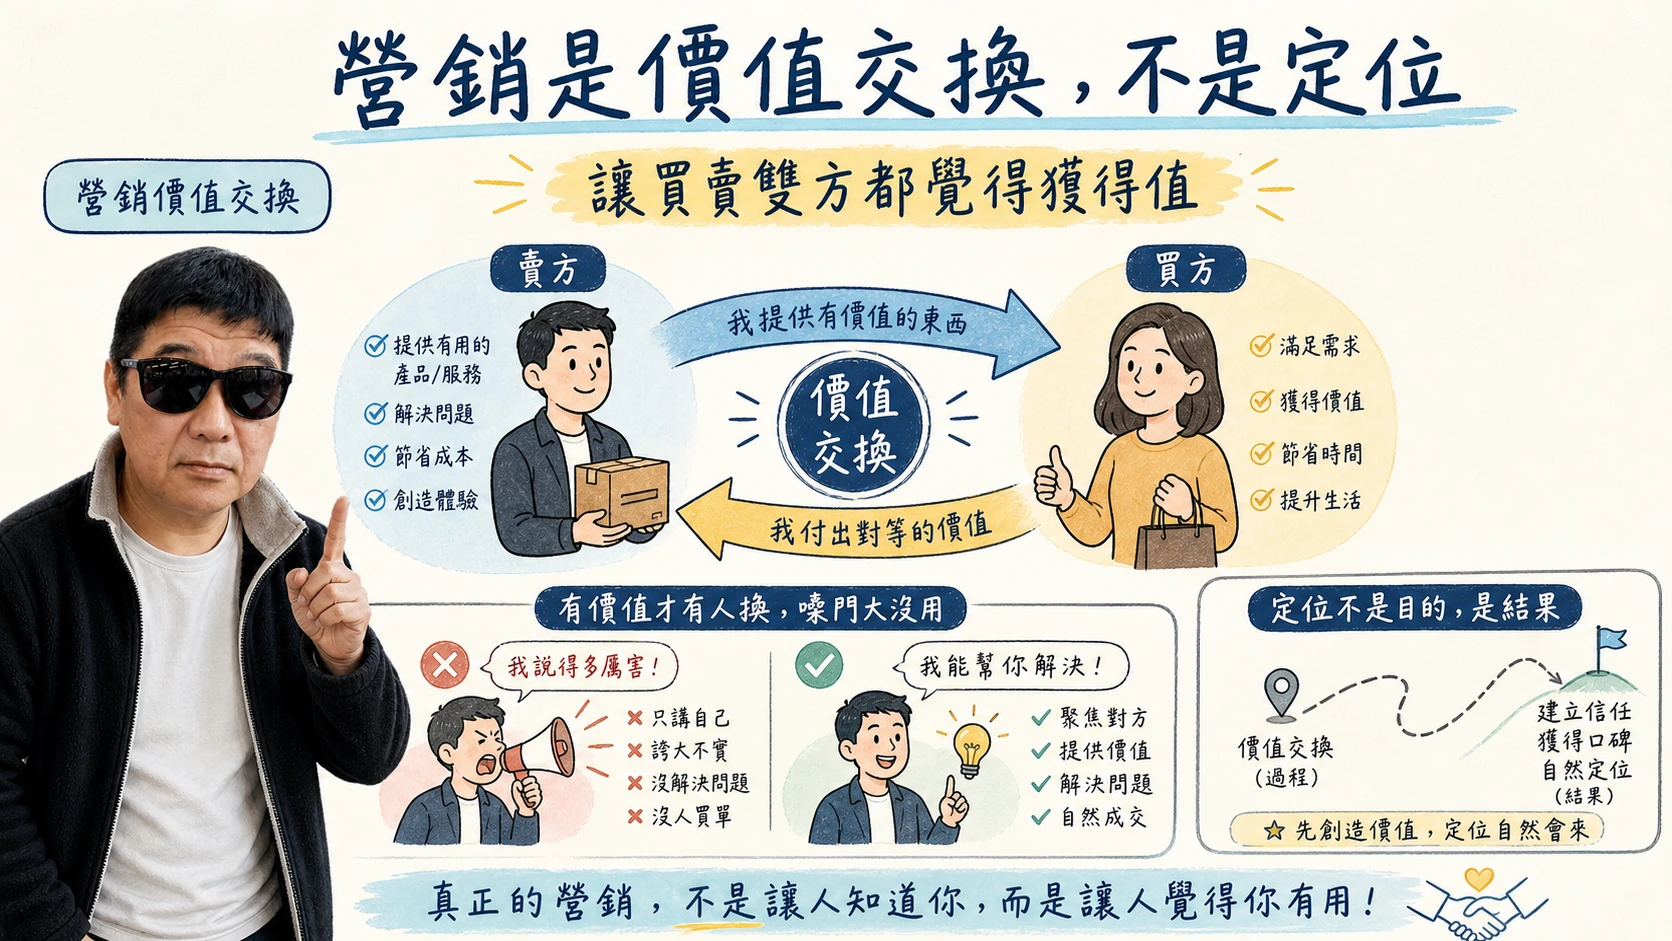 營銷是價值交換，不是定位
營銷價值交換
讓買賣雙方都覺得獲得值
賣方
提供有用的
產品/服務
解決問題
節省成本
創造體驗
我提供有價值的東西
價值
交換
我付出對等的價值
買方
滿足需求
獲得價值
節省時間
提升生活
有價值才有人換，嗓門大沒用
我說得多厲害！
只講自己
誇大不實
沒解決問題
沒人買單
我能幫你解決！
聚焦對方
提供價值
解決問題
自然成交
定位不是目的，是結果
價值交換
(過程)
建立信任
獲得口碑
自然定位
(結果)
先創造價值，定位自然會來
真正的營銷，不是讓人知道你，而是讓人覺得你有用！